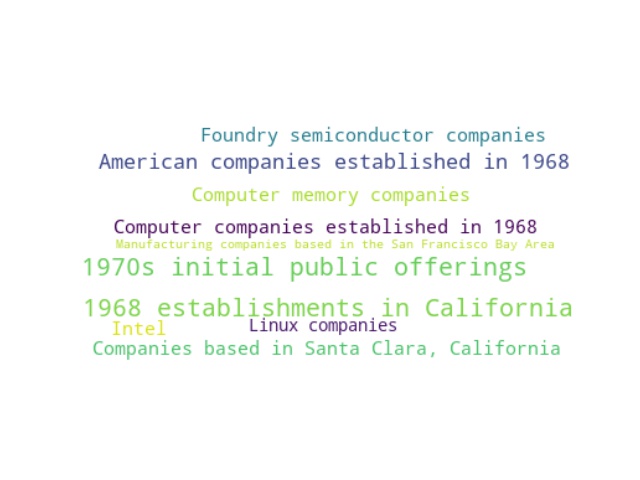 Foundry semiconductor companies
American companies established in 1968
Computer memory companies
Computer companies established in 1968
Manufacturing companies based in the San Francisco Bay Area
1970s initial public offerings
1968 establishments in California
Intel
Linux companies
Companies based in Santa Clara, California